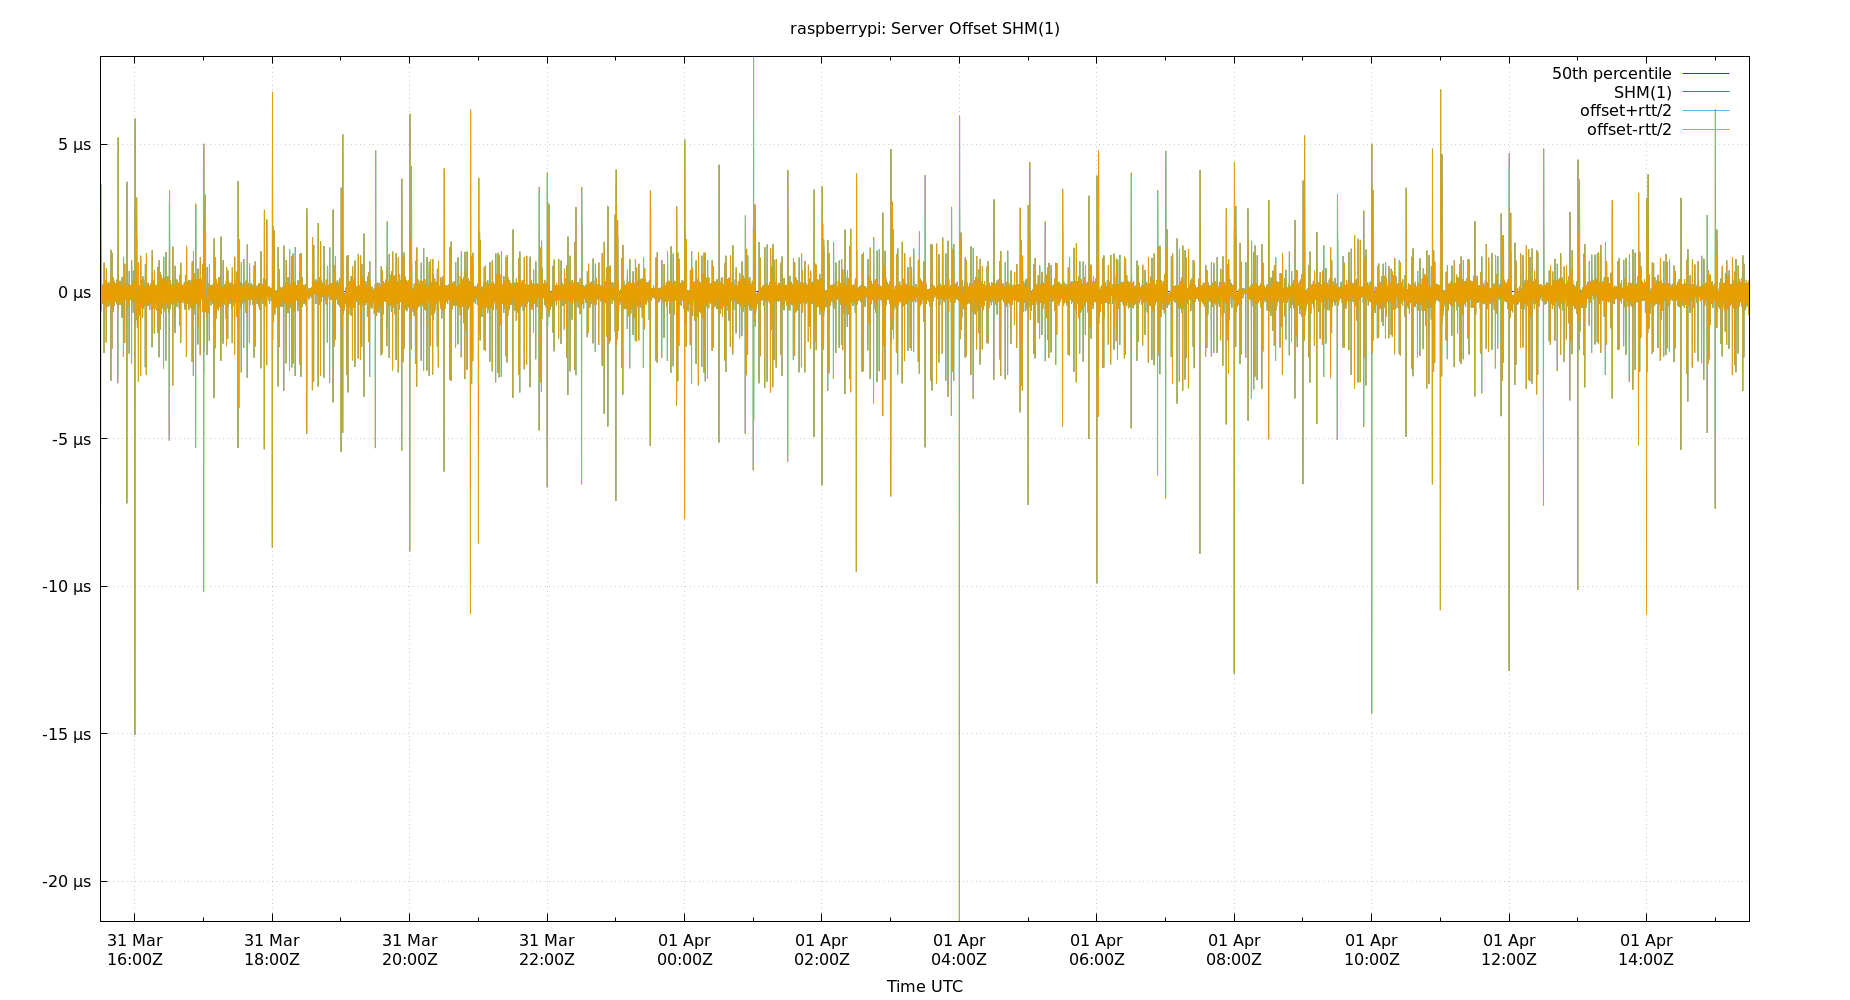 raspberrypi: Server Offset SHM(1)
50th percentile
SHM(1)
offset+rtt/2
offset-rtt/2
5 µs
0 µs
-5 µs
-10 µs
-15 µs
-20 µs
31 Mar 31 Mar 31 Mar 31 Mar 01 Apr 01 Apr 01 Apr 01 Apr 01 Apr 01 Apr 01 Apr 01 Apr
16:00Z 18:00Z 20:00Z 22:00Z 00:00Z 02:00Z 04:00Z 06:00Z 08:00Z 10:00Z 12:00Z 14:00Z
Time UTC